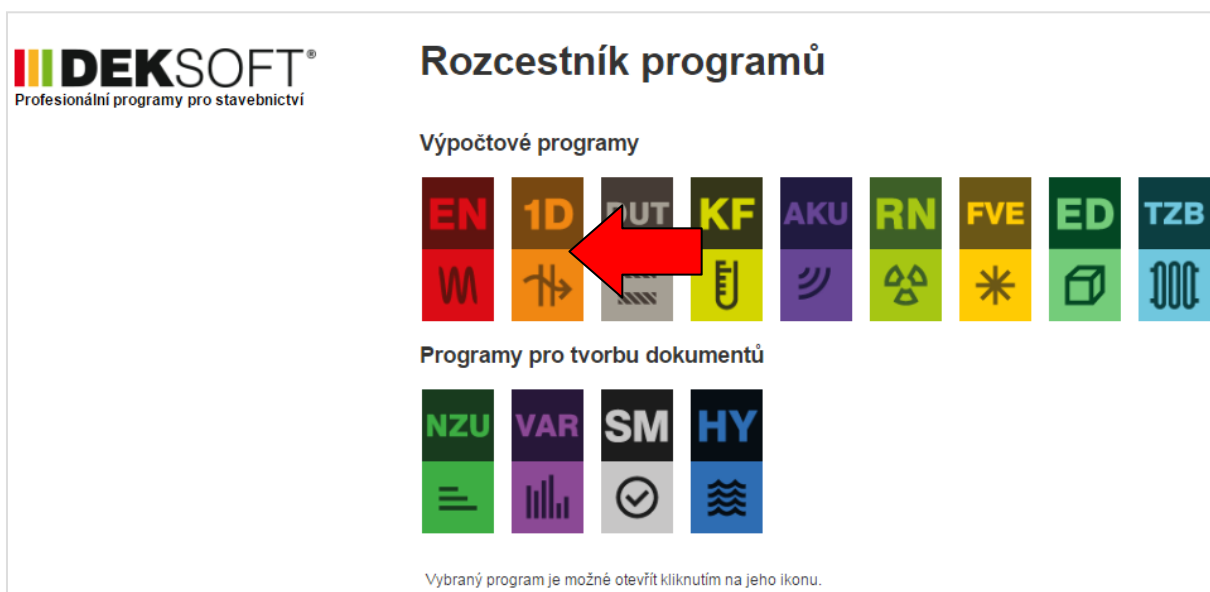 DEKSOFT®
Profesionální programy pro stavebnictví
Rozcestník programů
Výpočtové programy
EN 1D KF AKU RN FVE ED TZB
Programy pro tvorbu dokumentů
NZU VAR SM HY
Vybraný program je možné otevřít kliknutím na jeho ikonu.